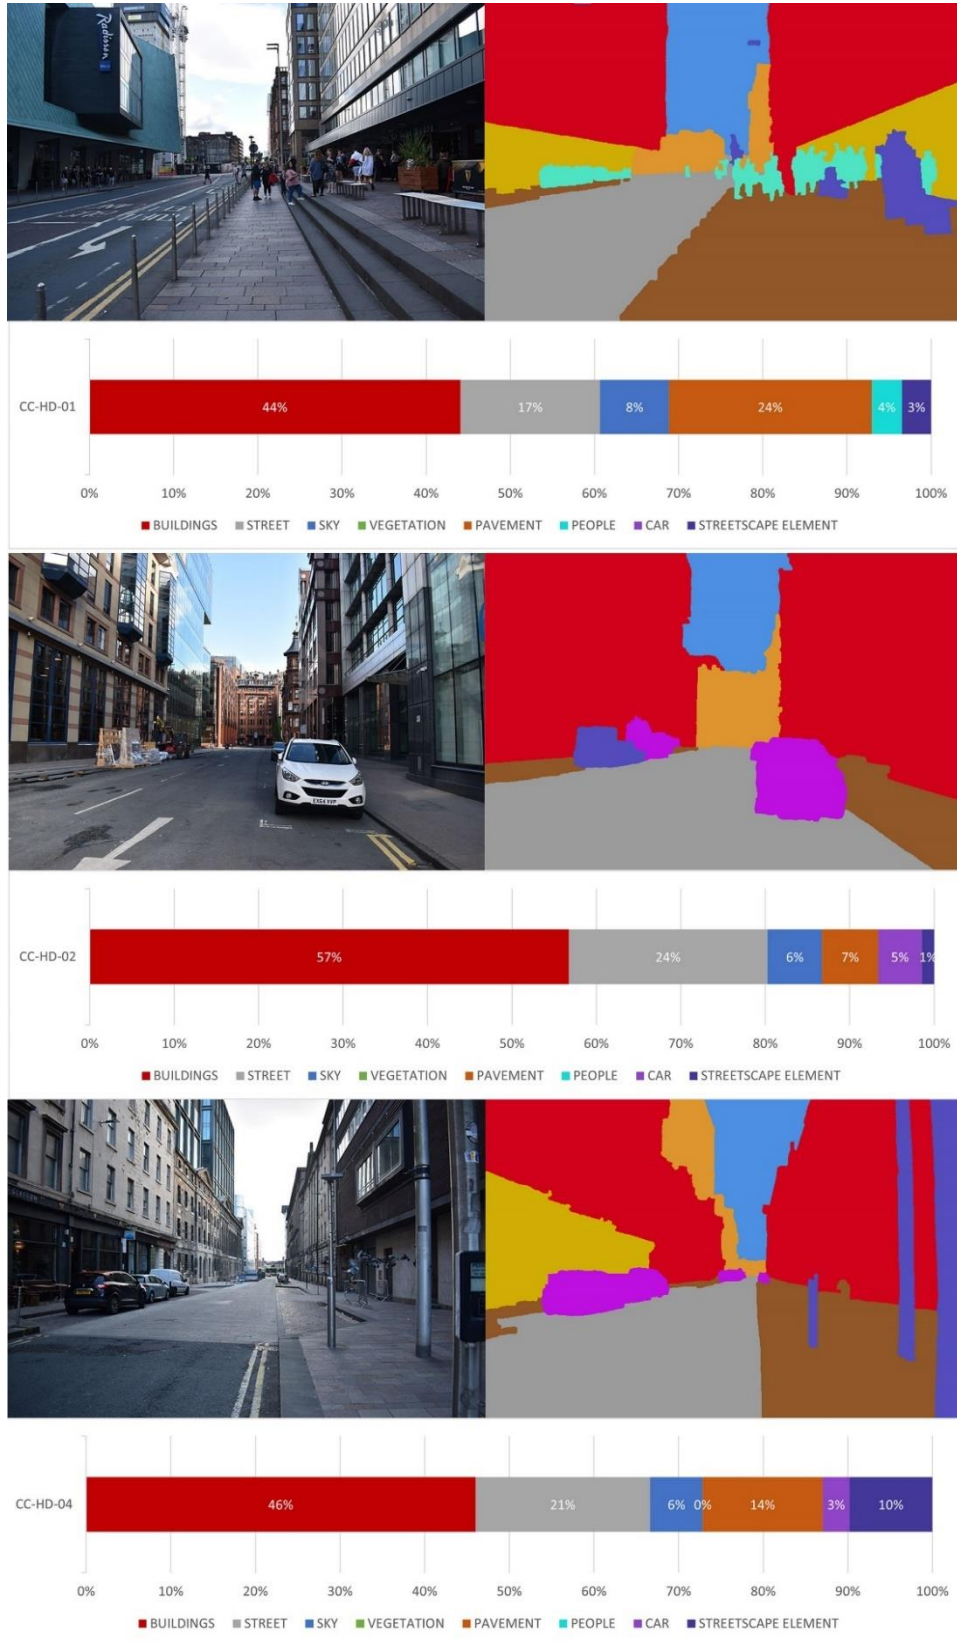 Radisson
CC-HD-01
44%
17%
8%
24%
4%
3%
0% 10% 20% 30% 40% 50% 60% 70% 80% 90% 100%
BUILDINGS STREET SKY VEGETATION PAVEMENT PEOPLE CAR STREETSCAPE ELEMENT
CC-HD-02
57%
24%
6%
7%
5%
1%
0% 10% 20% 30% 40% 50% 60% 70% 80% 90% 100%
BUILDINGS STREET SKY VEGETATION PAVEMENT PEOPLE CAR STREETSCAPE ELEMENT
CC-HD-04
46%
21%
6%
0%
14%
3%
10%
0% 10% 20% 30% 40% 50% 60% 70% 80% 90% 100%
BUILDINGS STREET SKY VEGETATION PAVEMENT PEOPLE CAR STREETSCAPE ELEMENT